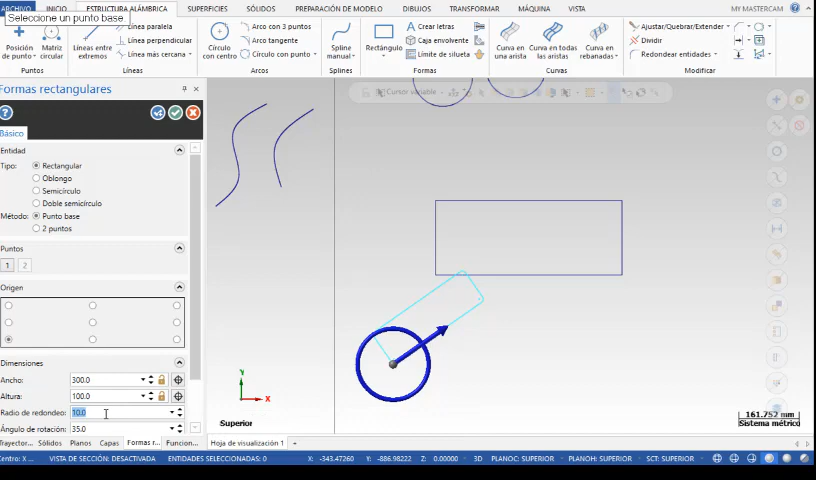 ARCHIVO INICIO ESTRUCTURA ALÁMBRICA SUPERFICIES SÓLIDOS PREPARACIÓN DE MODELO DIBUJOS TRANSFORMAR MÁQUINA VISTA MY MASTERCAM
Seleccione un punto base.
Posición de punto
Matriz circular
Puntos
Líneas entre extremos
Línea paralela
Línea perpendicular
Línea más cercana
Líneas
Círculo con centro
Arco con 3 puntos
Arco tangente
Círculo con punto
Arcos
Spline manual
Splines
Rectángulo
Crear letras
Caja envolvente
Límite de silueta
Formas
Curva en una arista
Curva en todas las aristas
Curva en rebanadas
Curvas
Ajustar/Quebrar/Extender
Dividir
Redondear entidades
Modificar
Formas rectangulares
Cursor variable
Básico
Entidad
Tipo: Rectangular
Oblongo
Semicírculo
Doble semicírculo
Método: Punto base
2 puntos
Puntos
1 2
Origen
Dimensiones
Ancho: 300.0
Altura: 100.0
Radio de redondeo: 10.0
Ángulo de rotación: 35.0
Y
X
Superior
161.752 mm
Sistema métrico
Trayector... Sólidos Planos Capas Formas r... Funcion... Hoja de visualización 1 +
Centro: X ... VISTA DE SECCIÓN: DESACTIVADA ENTIDADES SELECCIONADAS: 0 X: -343.47260 Y: -886.98222 Z: 0.00000 3D PLANOC: SUPERIOR PLANOH: SUPERIOR SCT: SUPERIOR